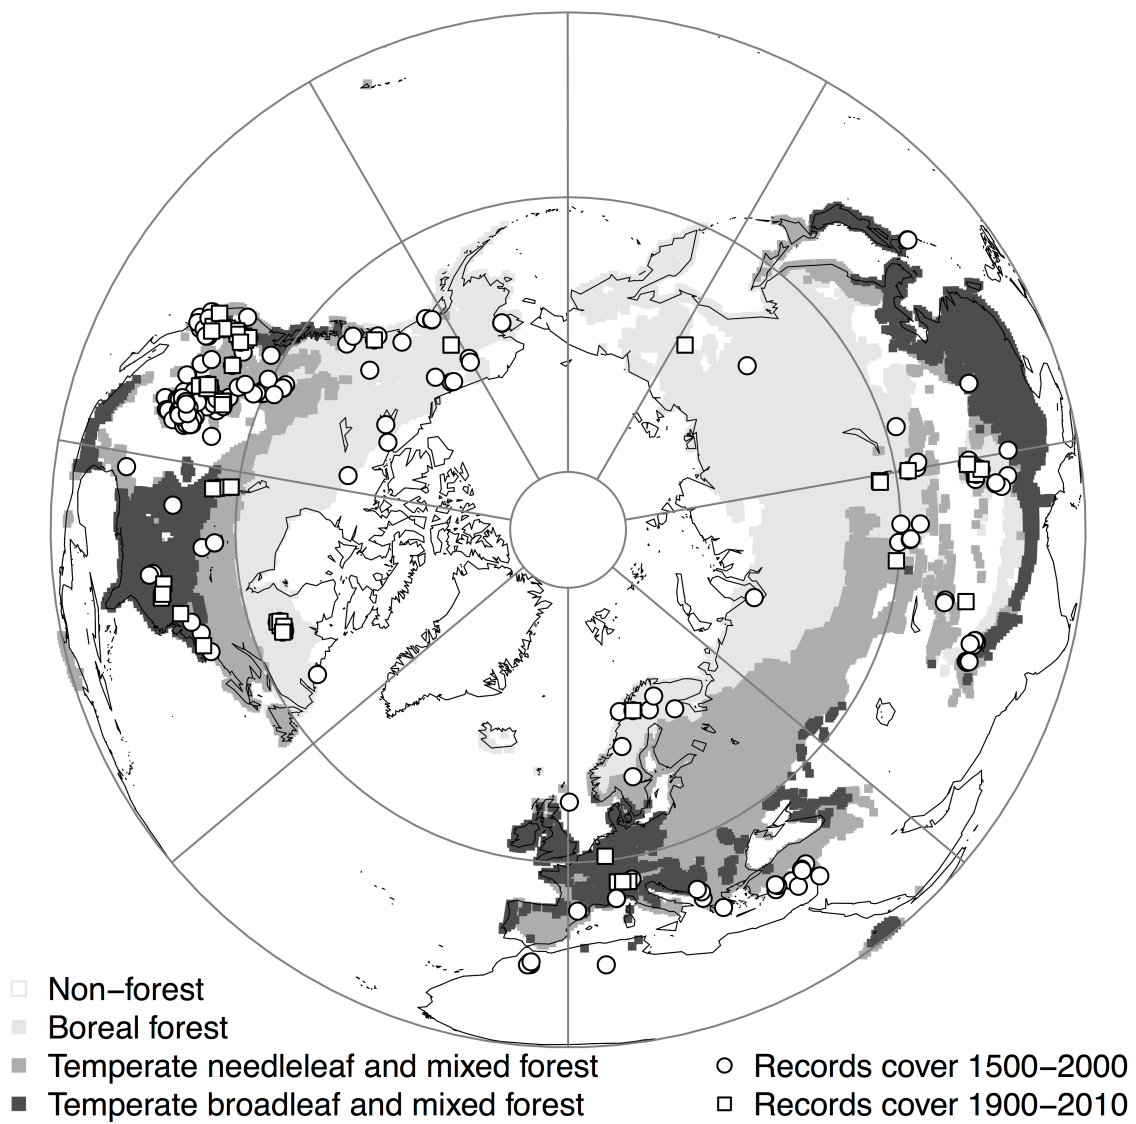 Non−forest
Boreal forest
Temperate needleleaf and mixed forest
Temperate broadleaf and mixed forest
Records cover 1500−2000
Records cover 1900−2010